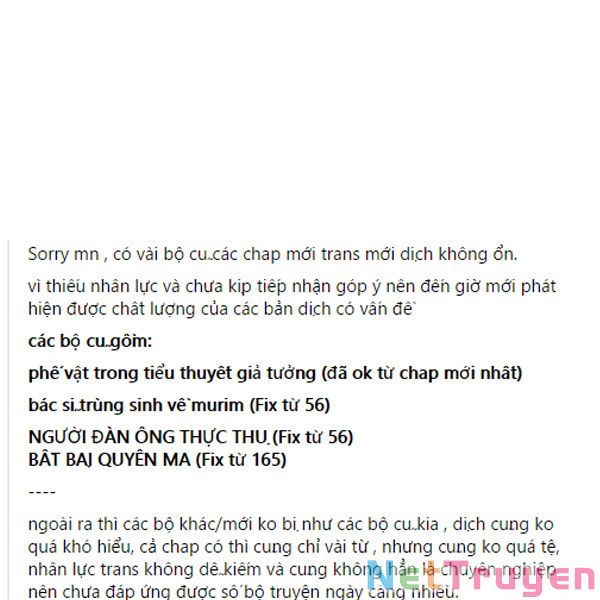 Sorry mn , có vài bộ cũ các chap mới trans mới dịch không ổn.
vì thiếu nhân lực và chưa kịp tiếp nhận góp ý nên đến giờ mới phát
hiện được chất lượng của các bản dịch có vấn đề
các bộ cũ gồm:
phế vật trong tiểu thuyết giả tưởng (đã ok từ chap mới nhất)
bác sĩ trùng sinh về murim (Fix từ 56)
NGƯỜI ĐÀN ÔNG THỰC THỤ (Fix từ 56)
BẤT BẠI QUYỀN MA (Fix từ 165)
----
ngoài ra thì các bộ khác/mới ko bị như các bộ cũ kia , dịch cũng ko
quá khó hiểu, cả chap có thì cũng chỉ vài từ , nhưng cũng ko quá tệ,
nhân lực trans không dễ kiếm và cũng không hẳn là chuyên nghiệp
nên chưa đáp ứng được số bộ truyện ngày càng nhiều.
NetTruyen